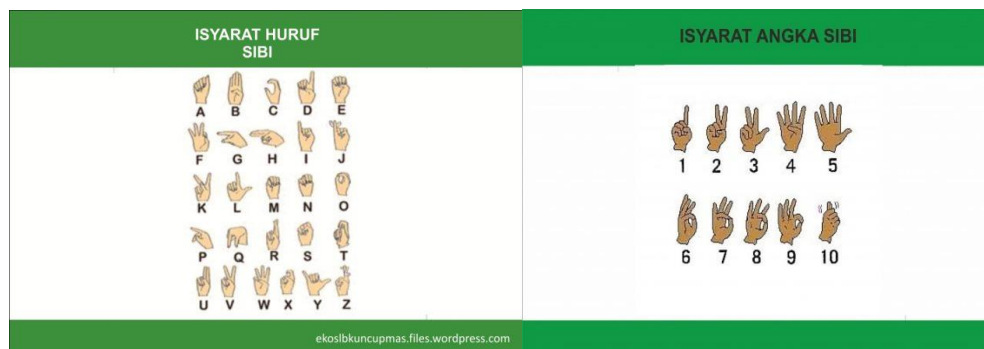 ISYARAT HURUF
SIBI
A B C D E
F G H I J
K L M N O
P Q R S T
U V W X Y Z
ekoslbkuncupmas.files.wordpress.com
ISYARAT ANGKA SIBI
1 2 3 4 5
6 7 8 9 10